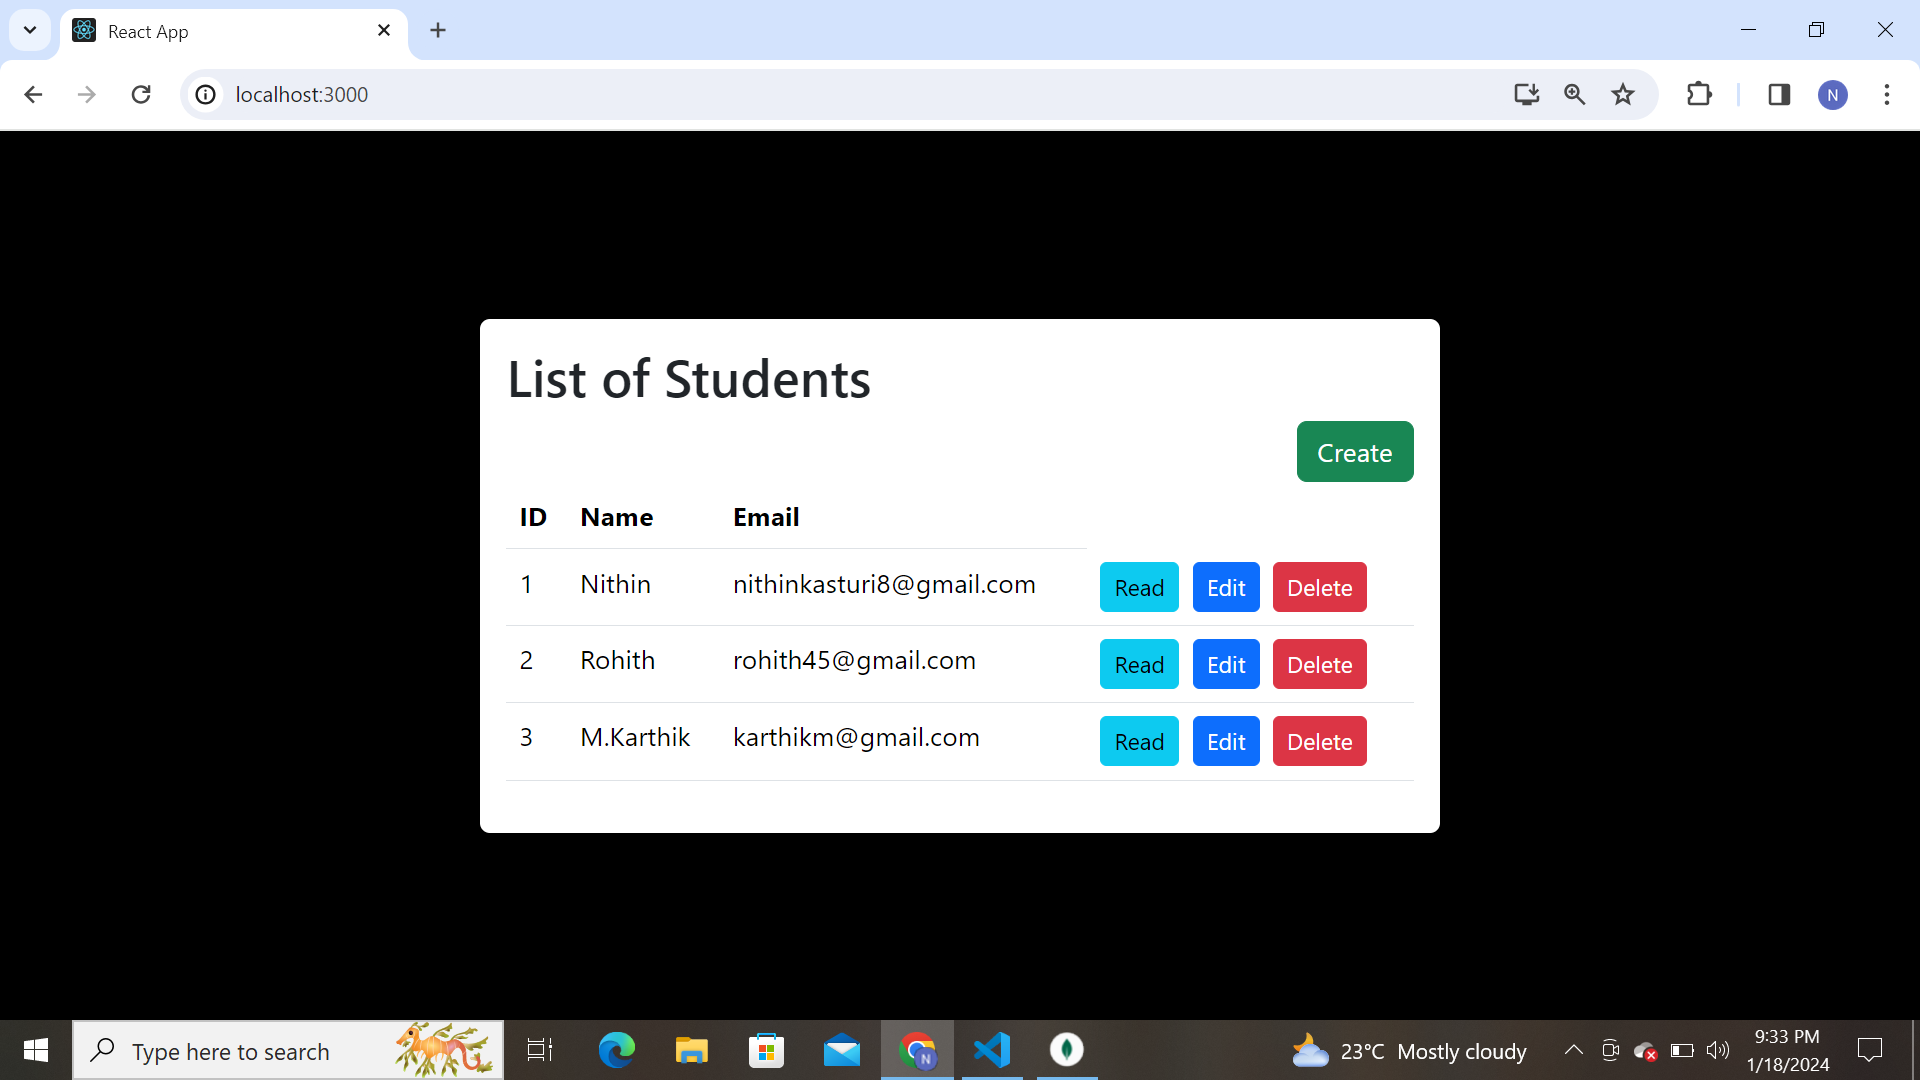 React App
localhost:3000
N
List of Students
Create
ID Name Email
1 Nithin nithinkasturi8@gmail.com Read Edit Delete
2 Rohith rohith45@gmail.com Read Edit Delete
3 M.Karthik karthikm@gmail.com Read Edit Delete
Type here to search
N
23°C Mostly cloudy
9:33 PM
1/18/2024